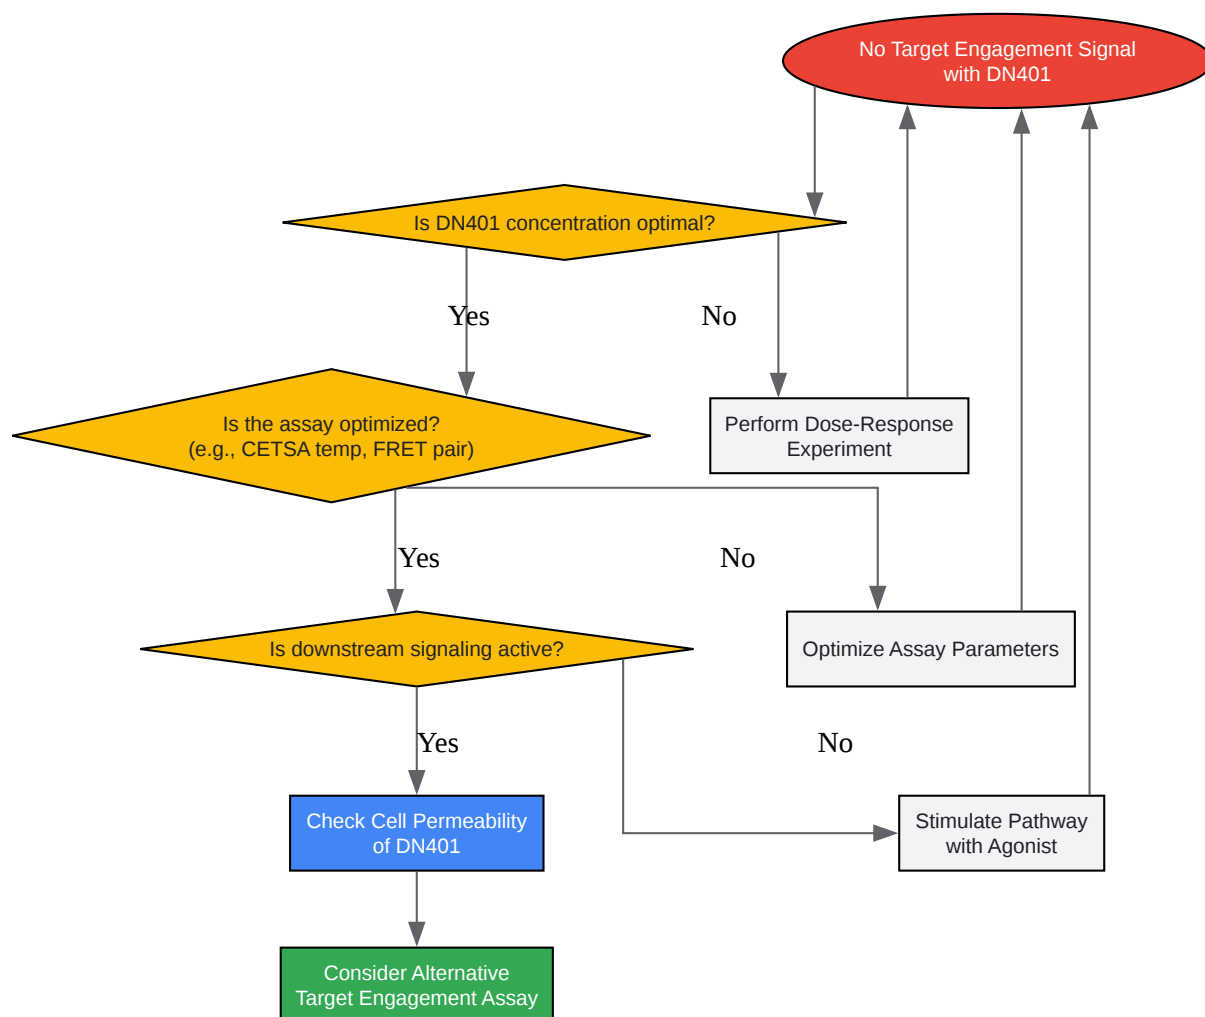 No Target Engagement Signal
with DN401
Is DN401 concentration optimal?
Yes
No
Is the assay optimized?
(e.g., CETSA temp, FRET pair)
Perform Dose-Response
Experiment
Yes
No
Is downstream signaling active?
Optimize Assay Parameters
Yes
No
Check Cell Permeability
of DN401
Stimulate Pathway
with Agonist
Consider Alternative
Target Engagement Assay